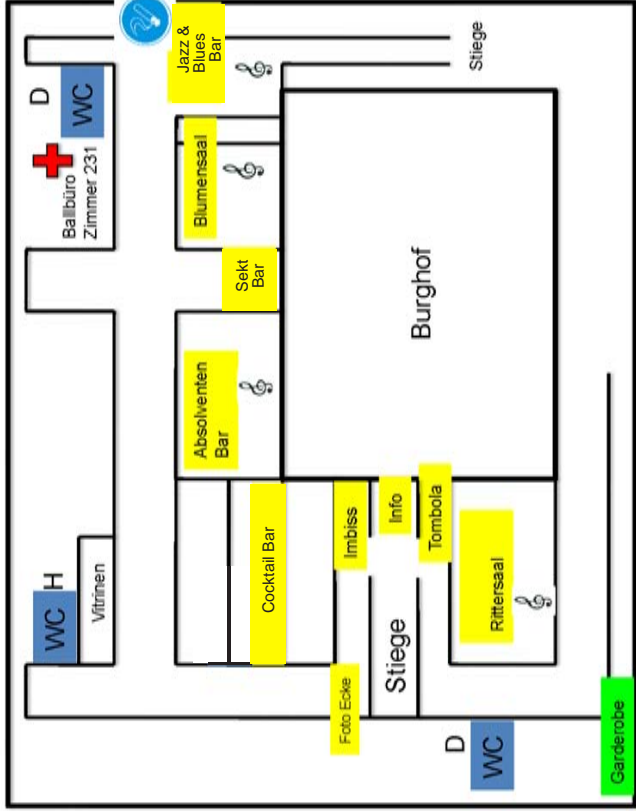 WC
H
D
WC
Vitrinen
Ballbüro
Zimmer 231
Absolventen
Bar
Blumensaal
Jazz &
Blues
Bar
Sekt
Bar
Cocktail Bar
Foto Ecke
Imbiss
Stiege
Info
Burghof
Tombola
D
WC
Stiege
Rittersaal
Garderobe